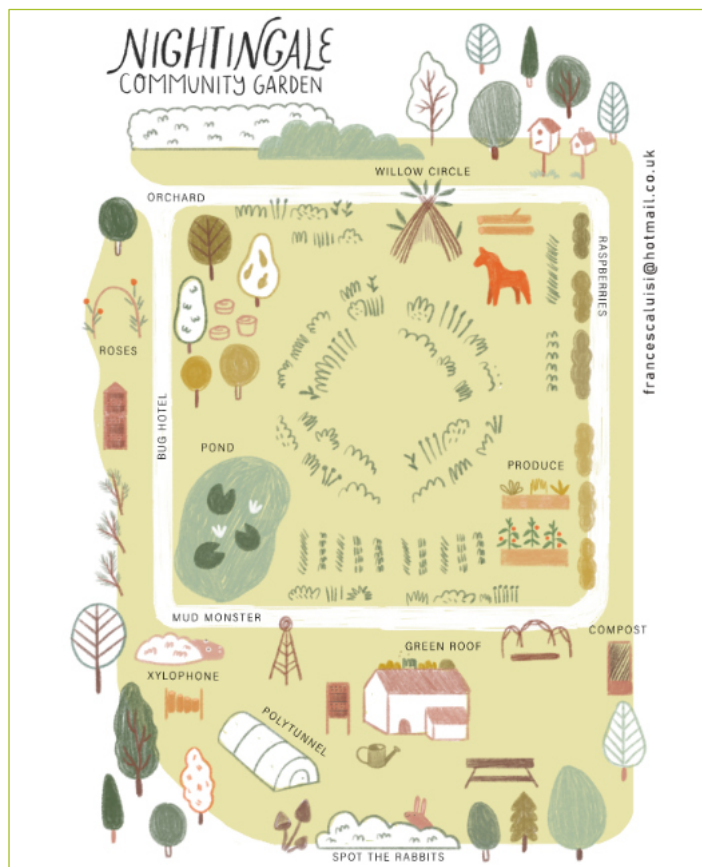 NIGHTINGALE
COMMUNITY GARDEN
WILLOW CIRCLE
ORCHARD
RASPBERRIES
francescaluisi@hotmail.co.uk
ROSES
BUG HOTEL
POND
PRODUCE
MUD MONSTER
COMPOST
GREEN ROOF
XYLOPHONE
POLYTUNNEL
SPOT THE RABBITS